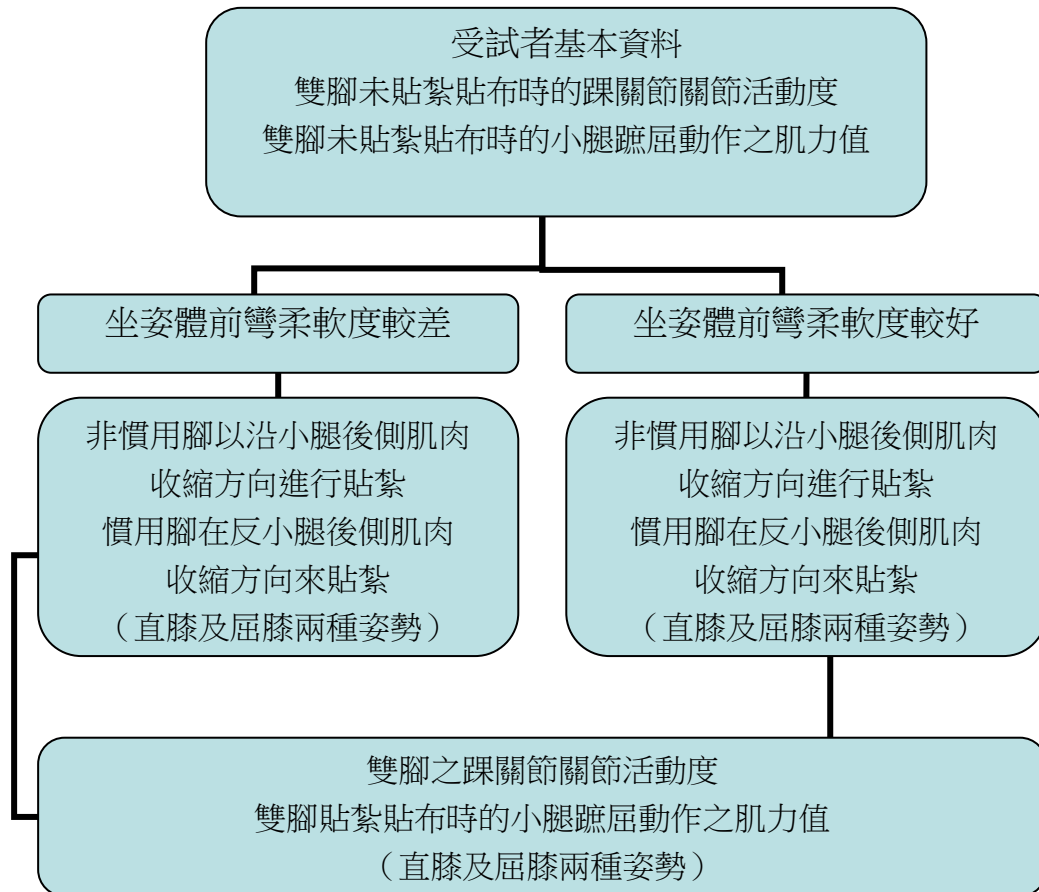 受試者基本資料
雙腳未貼紮貼布時的踝關節關節活動度
雙腳未貼紮貼布時的小腿蹠屈動作之肌力值
坐姿體前彎柔軟度較差
坐姿體前彎柔軟度較好
非慣用腳以沿小腿後側肌肉
收縮方向進行貼紮
慣用腳在反小腿後側肌肉
收縮方向來貼紮
（直膝及屈膝兩種姿勢）
非慣用腳以沿小腿後側肌肉
收縮方向進行貼紮
慣用腳在反小腿後側肌肉
收縮方向來貼紮
（直膝及屈膝兩種姿勢）
雙腳之踝關節關節活動度
雙腳貼紮貼布時的小腿蹠屈動作之肌力值
（直膝及屈膝兩種姿勢）